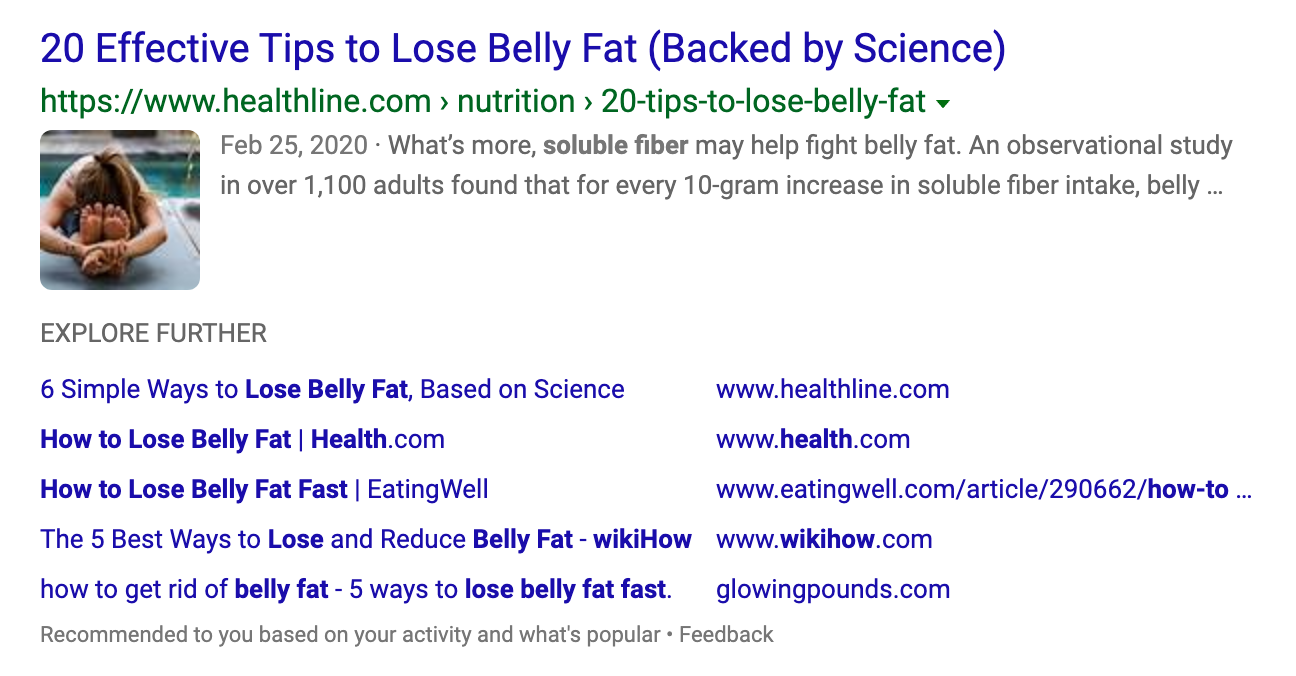 20 Effective Tips to Lose Belly Fat (Backed by Science)
https://www.healthline.com › nutrition › 20-tips-to-lose-belly-fat
Feb 25, 2020 · What’s more, soluble fiber may help fight belly fat. An observational study
in over 1,100 adults found that for every 10-gram increase in soluble fiber intake, belly ...
EXPLORE FURTHER
6 Simple Ways to Lose Belly Fat, Based on Science www.healthline.com
How to Lose Belly Fat | Health.com www.health.com
How to Lose Belly Fat Fast | EatingWell www.eatingwell.com/article/290662/how-to ...
The 5 Best Ways to Lose and Reduce Belly Fat - wikiHow www.wikihow.com
how to get rid of belly fat - 5 ways to lose belly fat fast. glowingpounds.com
Recommended to you based on your activity and what's popular • Feedback